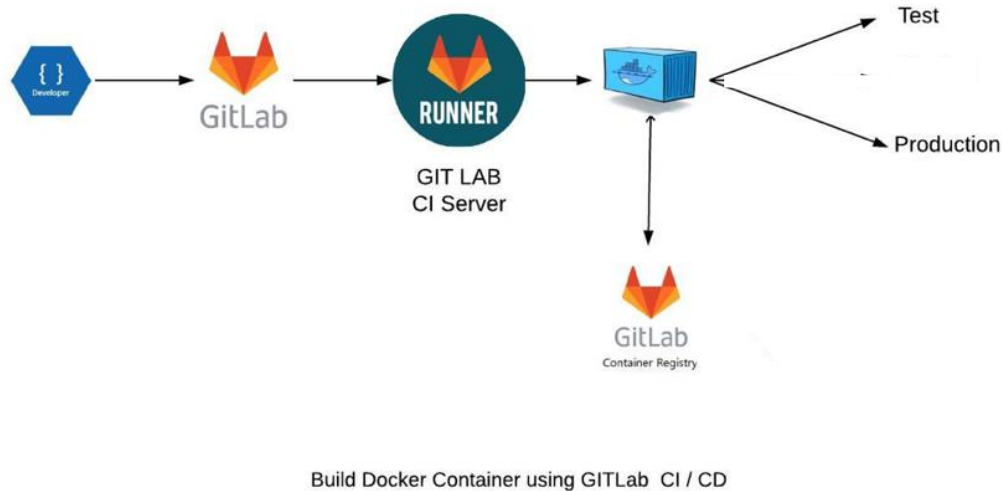 Test
{ }
Developer
GitLab
RUNNER
Production
GIT LAB
CI Server
GitLab
Container Registry
Build Docker Container using GITLab CI / CD